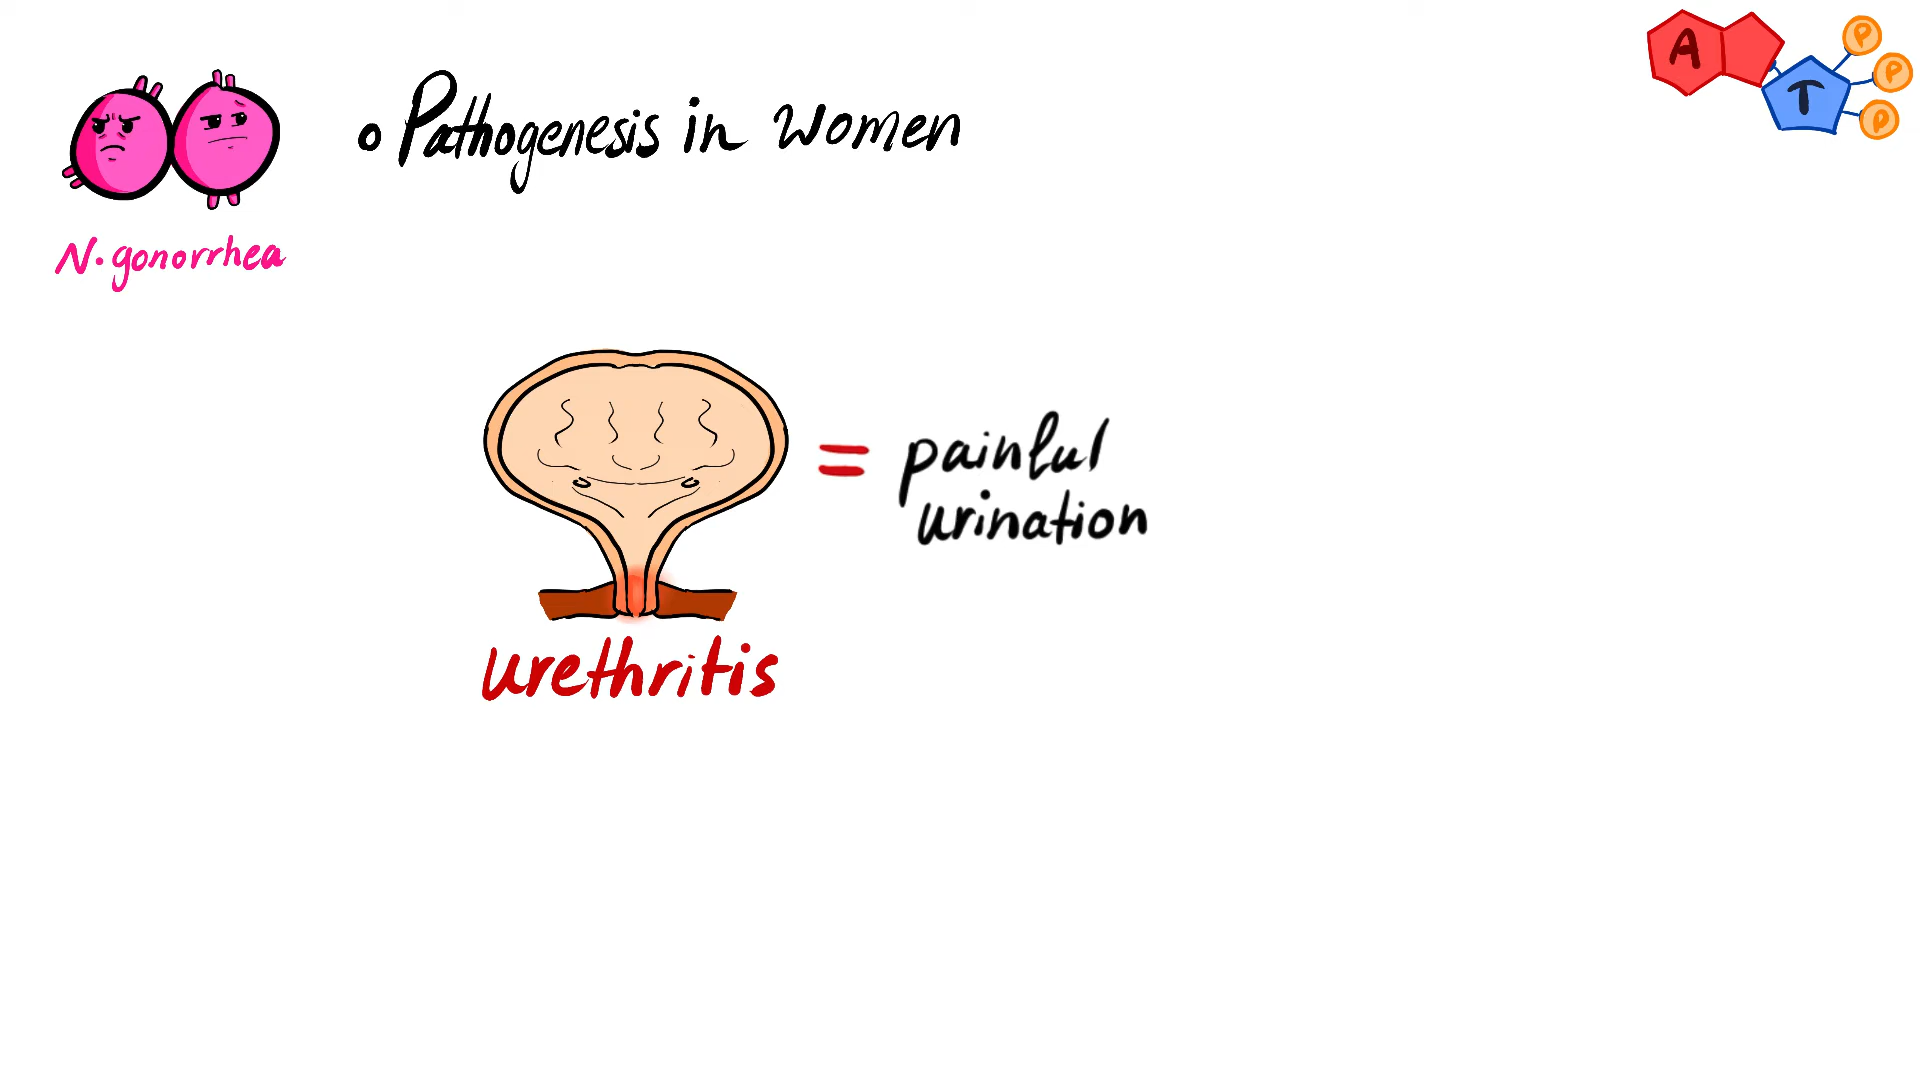 • Pathogenesis in women
N. gonorrhea
= painful
urination
urethritis
A
T
P
P
P